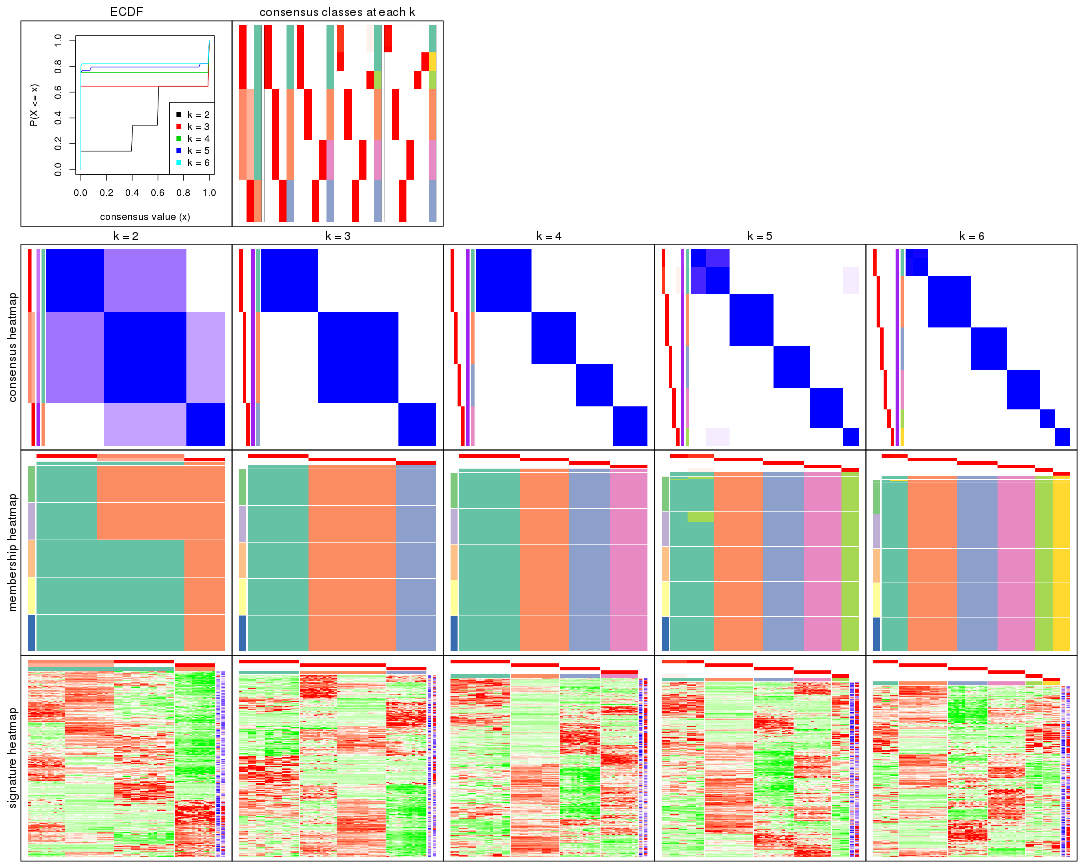 ECDF
consensus classes at each k
P(X <= x)
1.0
0.8
0.6
0.4
0.2
0.0
k = 2
k = 3
k = 4
k = 5
k = 6
0.0 0.2 0.4 0.6 0.8 1.0
consensus value (x)
k = 2
k = 3
k = 4
k = 5
k = 6
consensus heatmap
membership heatmap
signature heatmap